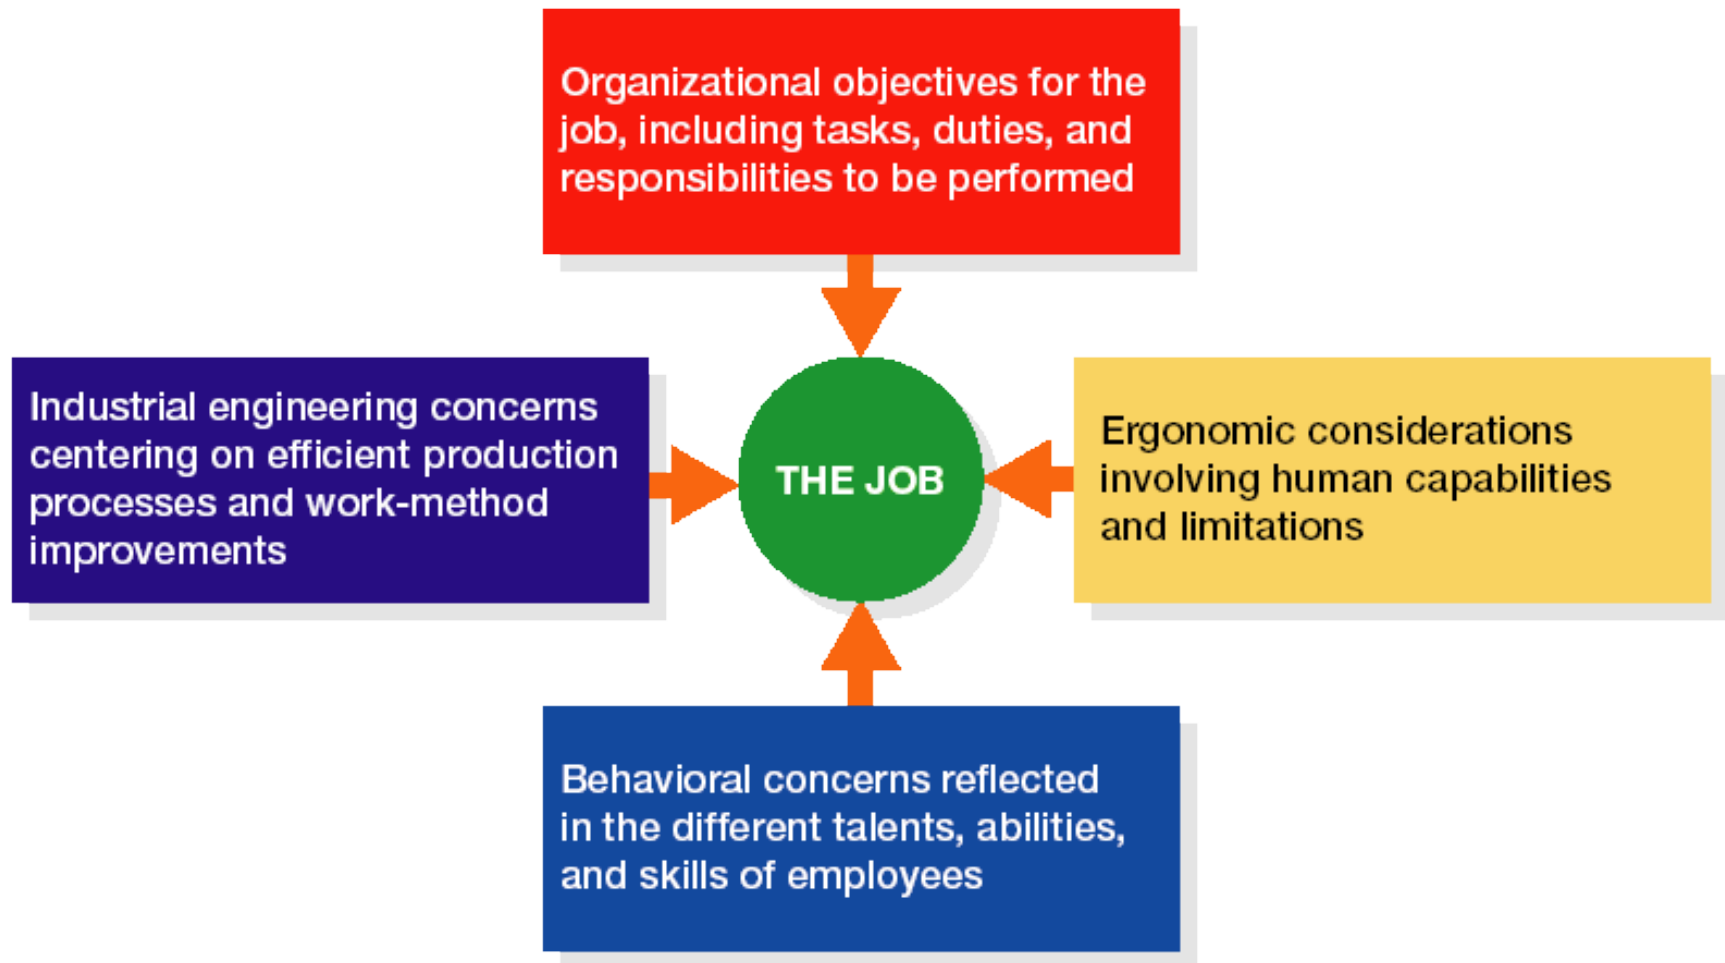 Organizational objectives for the
job, including tasks, duties, and
responsibilities to be performed
Industrial engineering concerns
centering on efficient production
processes and work-method
improvements
THE JOB
Ergonomic considerations
involving human capabilities
and limitations
Behavioral concerns reflected
in the different talents, abilities,
and skills of employees